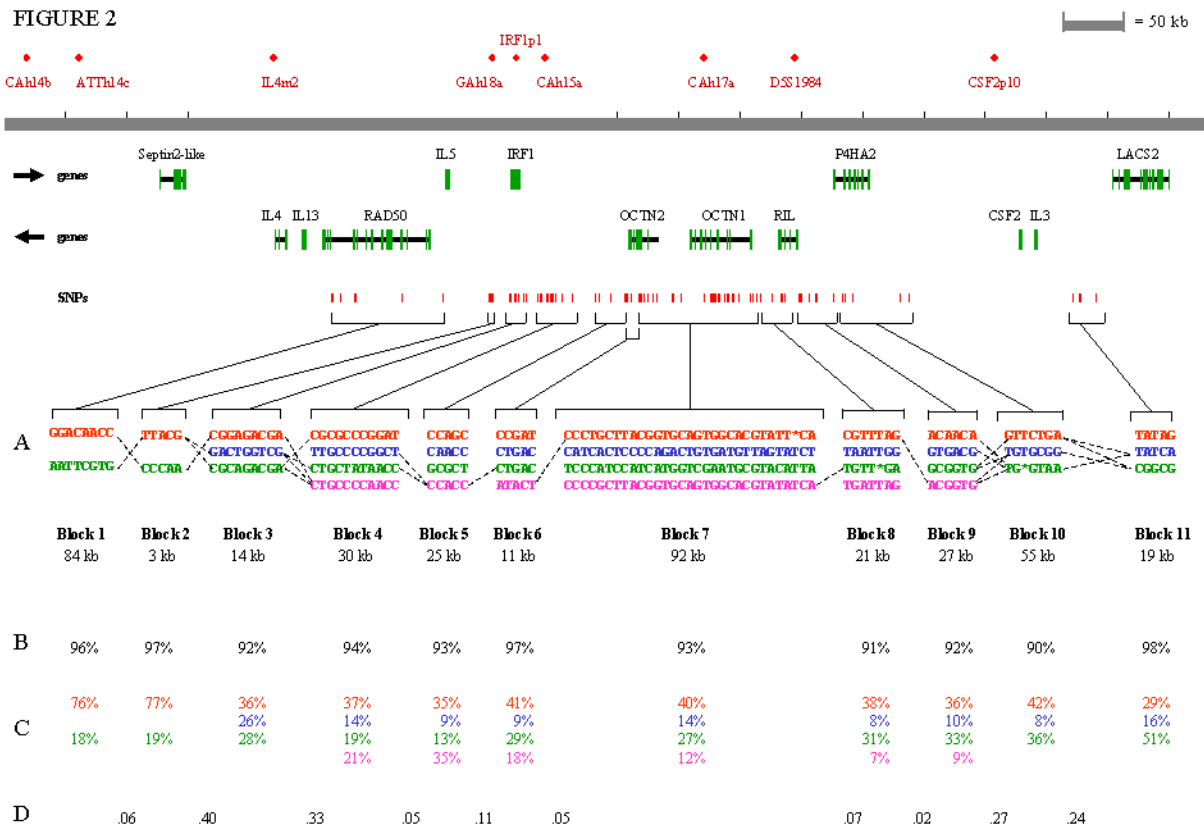 FIGURE 2
= 50 kb
IRF1p1
CAh14b ATTh14c IL4m2 GAh18a CAh15a CAh17a D5S1984 CSF2p10
Septin2-like IL5 IRF1 P4HA2 LACS2
genes
IL4 IL13 RAD50 OCTN2 OCTN1 RIL CSF2 IL3
genes
SNPs
A
GGACAACC TTACG CGGAGACGA CGCGCCCGGAT CCAGC CCGAT CCCTGCTTACGGTGCAGTGGCACGTATT*CA CGTTTAG ACAACA GTTCTGA TATAG
GACTGGTCG TTGCCCCGGCT CAACC CTGAC CATCACTCCCCAGACTGTGATGTTAGTATCT TAATTGG GTGACG TGTGCGG TATCA
AATTCGTG CCCAA CGCAGACGA CTGCTATAACC GCGCT CTGAC TCCCATCCATCATGGTCGAATGCGTACATTA TGTT*GA GCGGTG TG*GTAA CGGCG
CTGCCCCAACC CCACC ATACT CCCCGCTTACGGTGCAGTGGCACGTATATCA TGATTAG ACGGTG
Block 1 Block 2 Block 3 Block 4 Block 5 Block 6 Block 7 Block 8 Block 9 Block 10 Block 11
84 kb 3 kb 14 kb 30 kb 25 kb 11 kb 92 kb 21 kb 27 kb 55 kb 19 kb
B
96% 97% 92% 94% 93% 97% 93% 91% 92% 90% 98%
C
76% 77% 36% 37% 35% 41% 40% 38% 36% 42% 29%
26% 14% 9% 9% 14% 8% 10% 8% 16%
18% 19% 28% 19% 13% 29% 27% 31% 33% 36% 51%
21% 35% 18% 12% 7% 9%
D
.06 .40 .33 .05 .11 .05 .07 .02 .27 .24